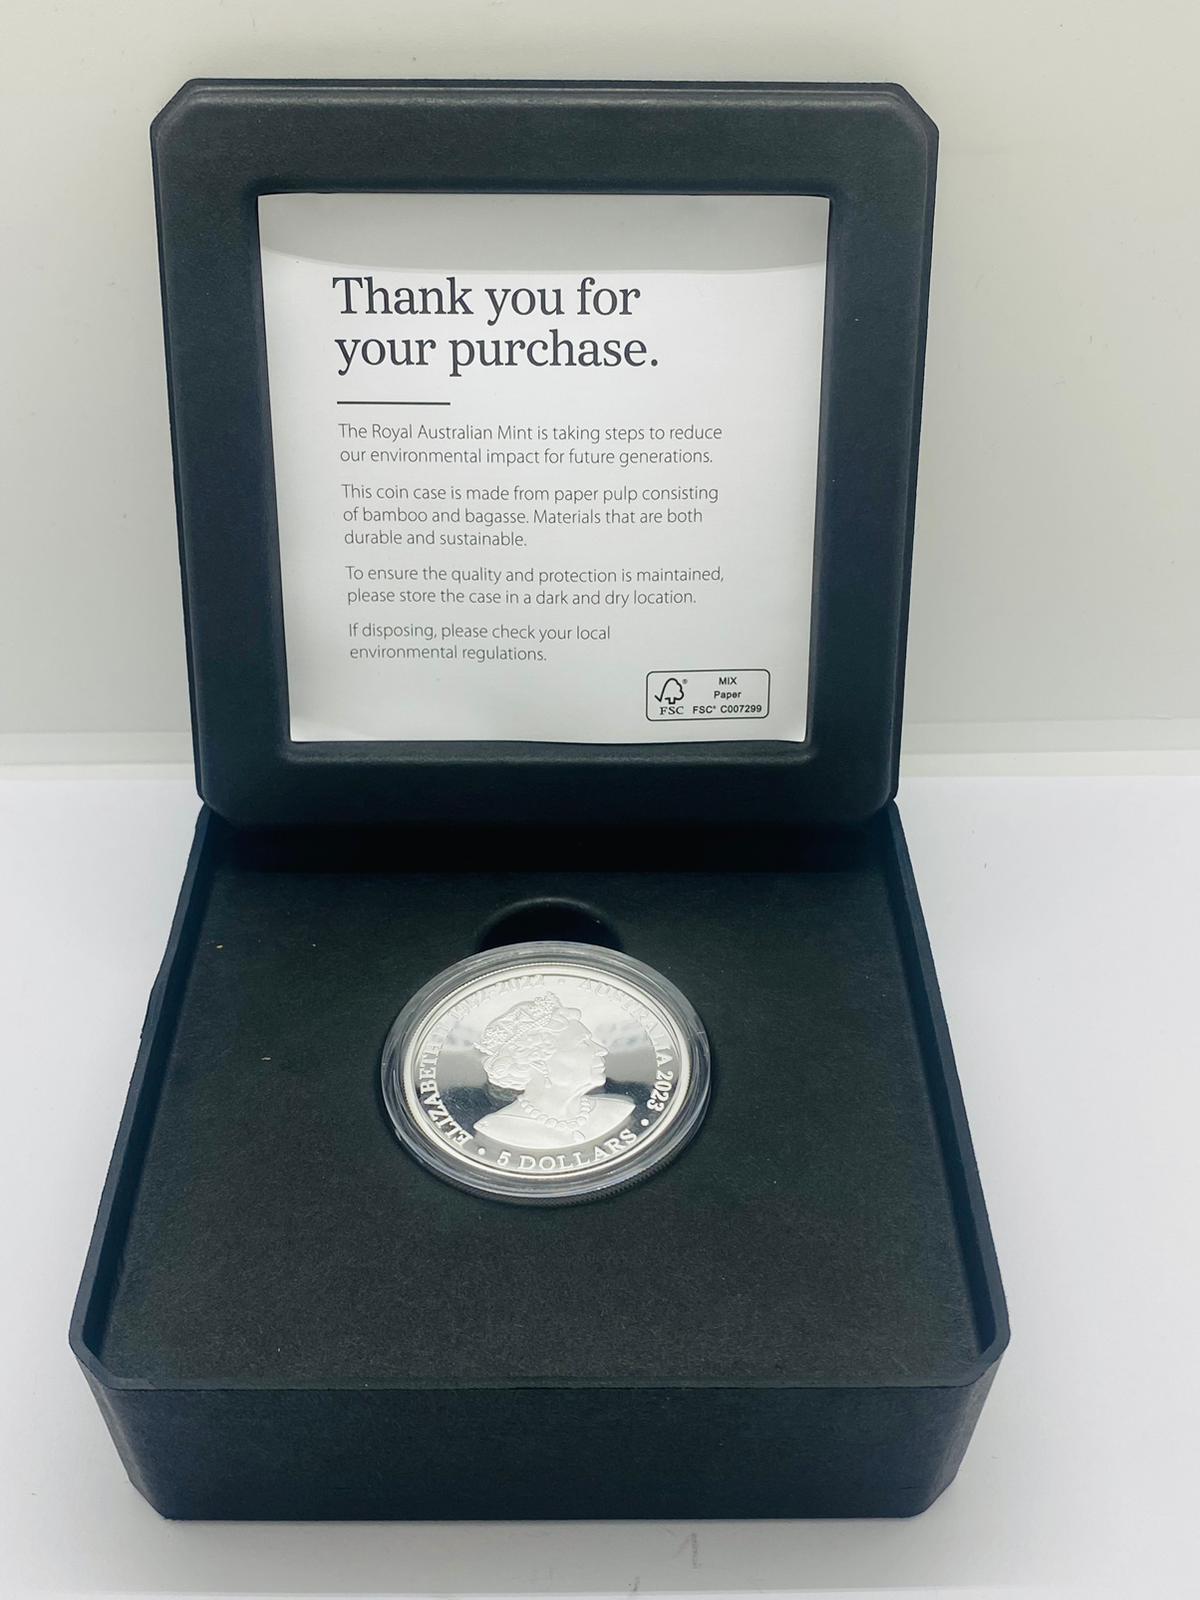 Thank you for
your purchase.
The Royal Australian Mint is taking steps to reduce
our environmental impact for future generations.
This coin case is made from paper pulp consisting
of bamboo and bagasse. Materials that are both
durable and sustainable.
To ensure the quality and protection is maintained,
please store the case in a dark and dry location.
If disposing, please check your local
environmental regulations.
FSC®
MIX
Paper
FSC® C007299
ELIZABETH II 1952-2022 • AUSTRALIA 2023 •
• 5 DOLLARS